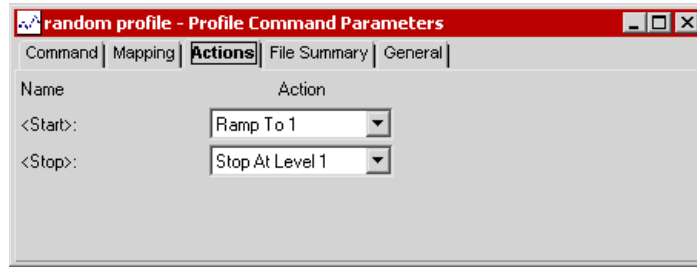 random profile - Profile Command Parameters
Command Mapping Actions File Summary General
Name Action
<Start>: Ramp To 1
<Stop>: Stop At Level 1